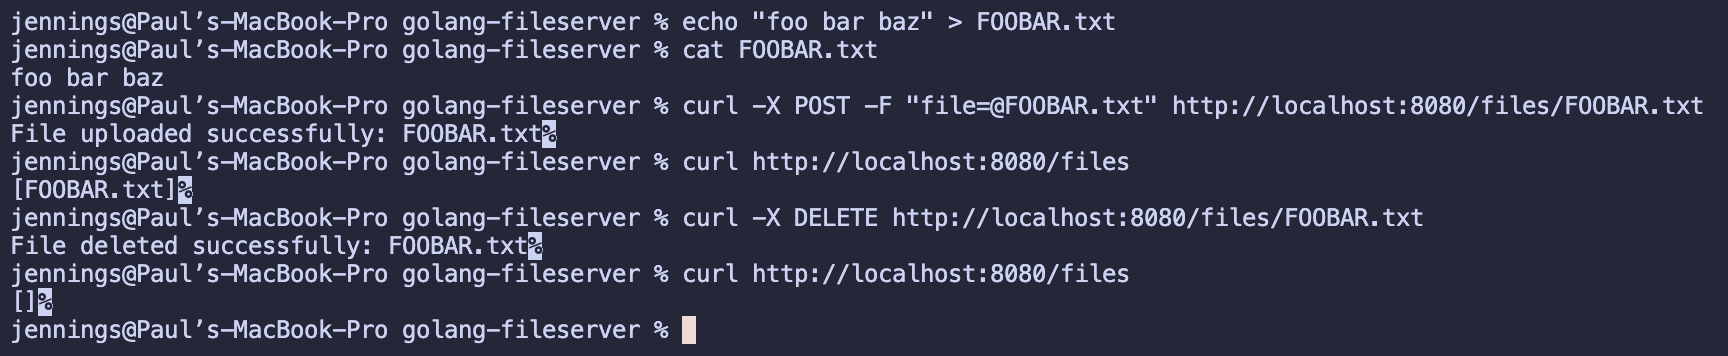 jennings@Paul’s-MacBook-Pro golang-fileserver % echo "foo bar baz" > FOOBAR.txt
jennings@Paul’s-MacBook-Pro golang-fileserver % cat FOOBAR.txt
foo bar baz
jennings@Paul’s-MacBook-Pro golang-fileserver % curl -X POST -F "file=@FOOBAR.txt" http://localhost:8080/files/FOOBAR.txt
File uploaded successfully: FOOBAR.txt%
jennings@Paul’s-MacBook-Pro golang-fileserver % curl http://localhost:8080/files
[FOOBAR.txt]%
jennings@Paul’s-MacBook-Pro golang-fileserver % curl -X DELETE http://localhost:8080/files/FOOBAR.txt
File deleted successfully: FOOBAR.txt%
jennings@Paul’s-MacBook-Pro golang-fileserver % curl http://localhost:8080/files
[]%
jennings@Paul’s-MacBook-Pro golang-fileserver %